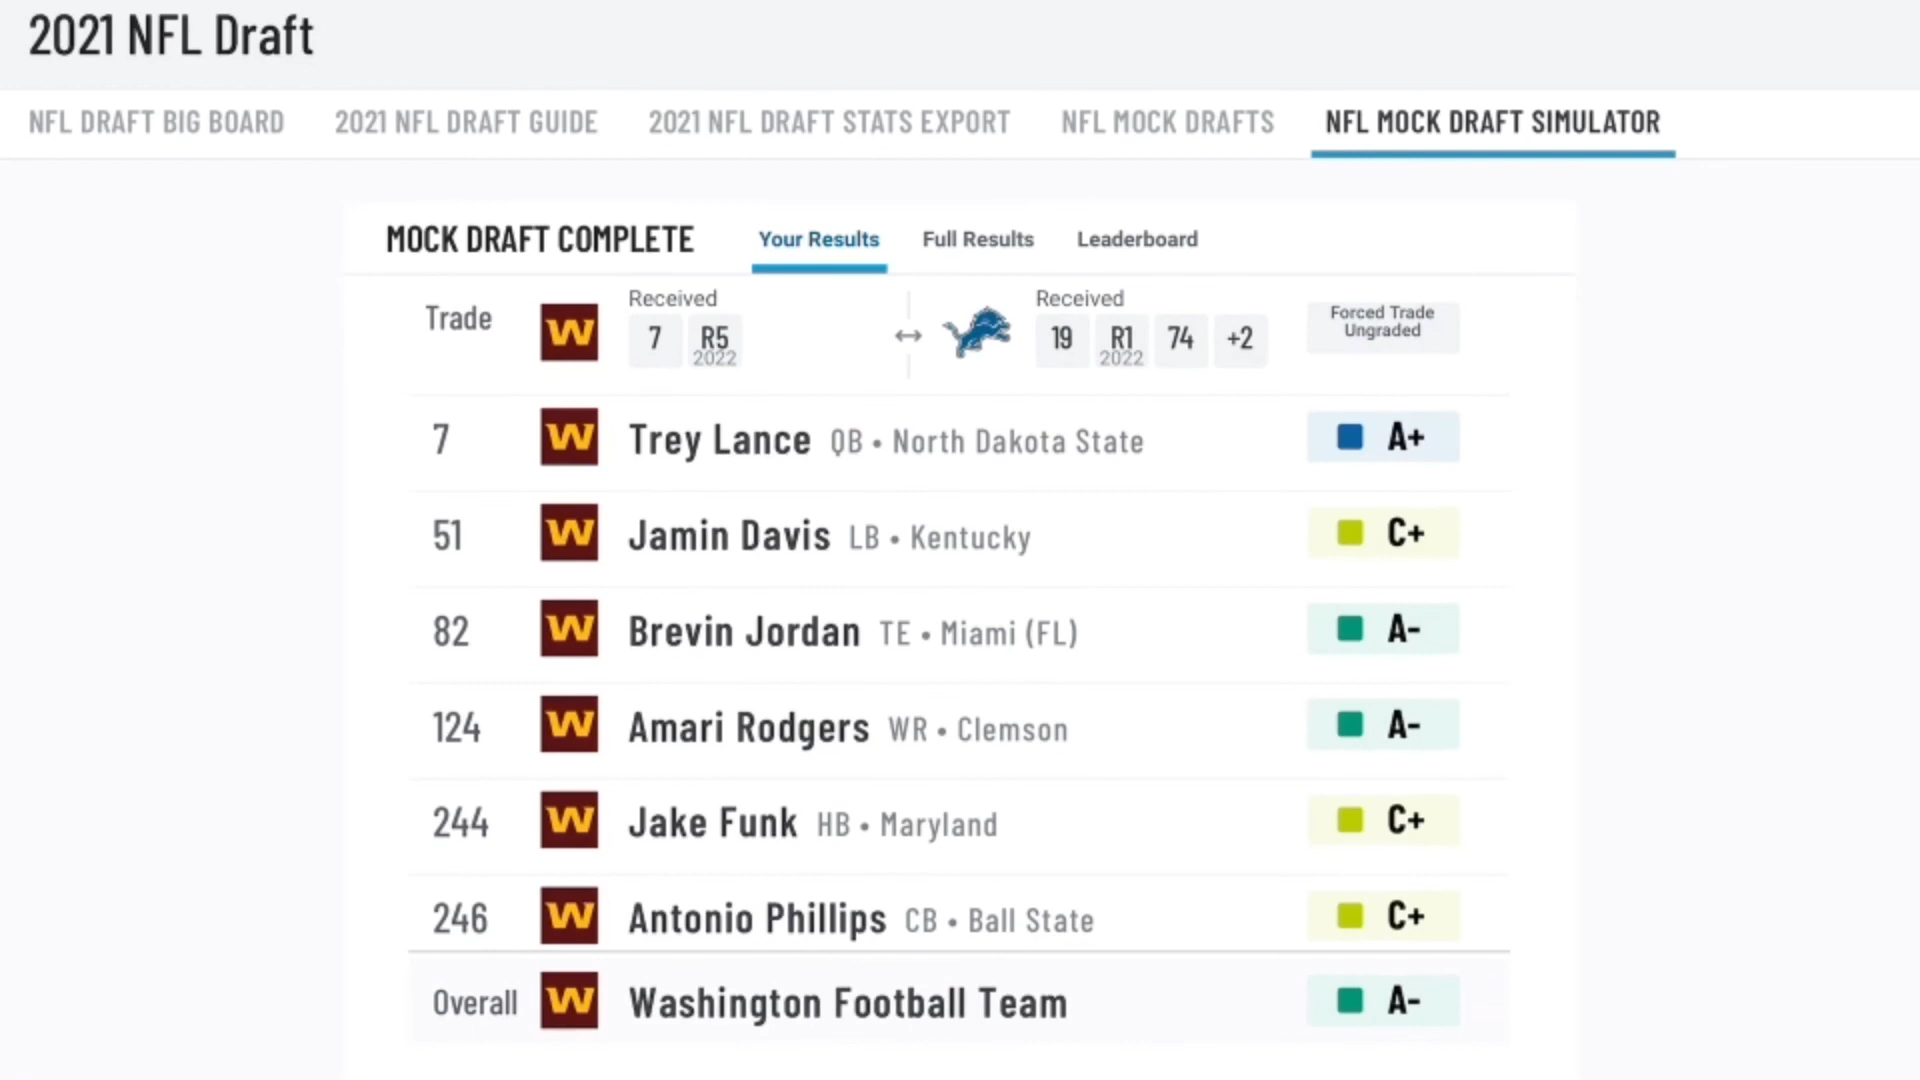 2021 NFL Draft
NFL DRAFT BIG BOARD 2021 NFL DRAFT GUIDE 2021 NFL DRAFT STATS EXPORT NFL MOCK DRAFTS NFL MOCK DRAFT SIMULATOR
MOCK DRAFT COMPLETE Your Results Full Results Leaderboard
Trade W Received 7 R5 2022 ↔ Received 19 R1 2022 74 +2 Forced Trade Ungraded
7 W Trey Lance QB • North Dakota State A+
51 W Jamin Davis LB • Kentucky C+
82 W Brevin Jordan TE • Miami (FL) A-
124 W Amari Rodgers WR • Clemson A-
244 W Jake Funk HB • Maryland C+
246 W Antonio Phillips CB • Ball State C+
Overall W Washington Football Team A-